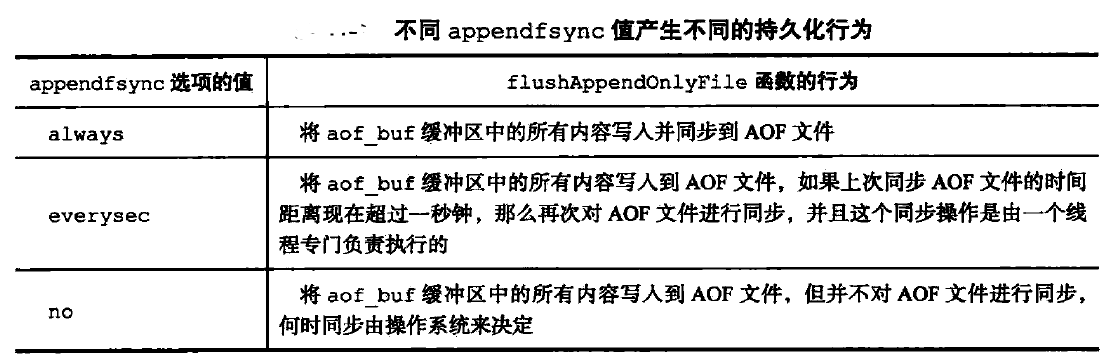 不同 appendfsync 值产生不同的持久化行为
appendfsync 选项的值
flushAppendOnlyFile 函数的行为
always
将 aof_buf 缓冲区中的所有内容写入并同步到 AOF 文件
everysec
将 aof_buf 缓冲区中的所有内容写入到 AOF 文件，如果上次同步 AOF 文件的时间
距离现在超过一秒钟，那么再次对 AOF 文件进行同步，并且这个同步操作是由一个线
程专门负责执行的
no
将 aof_buf 缓冲区中的所有内容写入到 AOF 文件，但并不对 AOF 文件进行同步，
何时同步由操作系统来决定